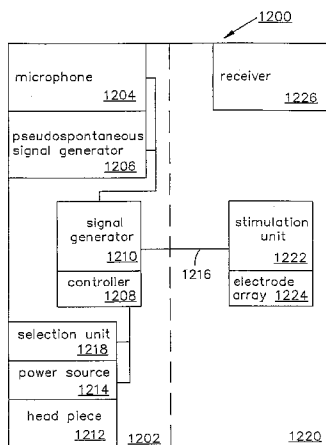 1200
microphone
1204
receiver
1226
pseudospontaneous
signal generator
1206
signal
generator
1210
controller
1208
1216
stimulation
unit
1222
electrode
array 1224
selection unit
1218
power source
1214
head piece
1212
1202
1220